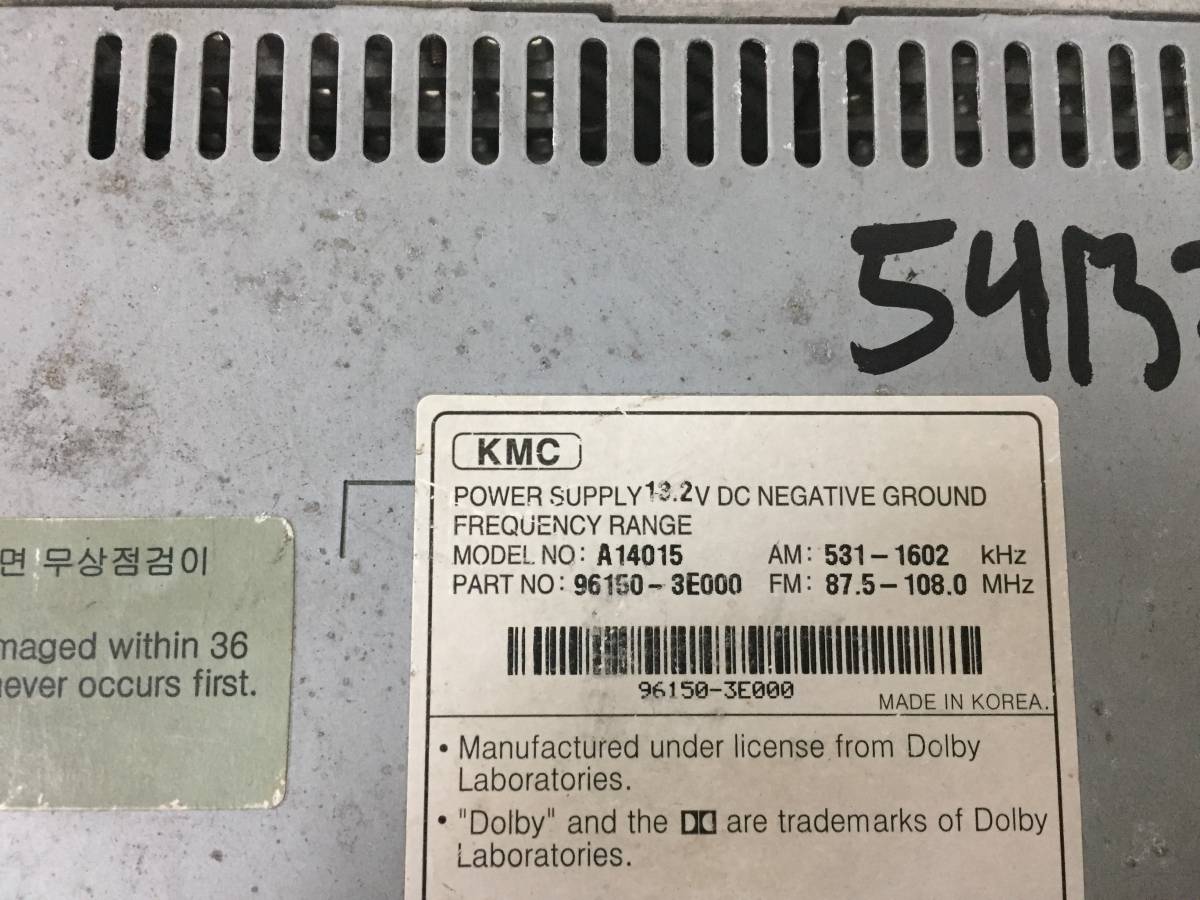 54B
KMC
POWER SUPPLY 13.2V DC NEGATIVE GROUND
FREQUENCY RANGE
MODEL NO: A14015 AM: 531-1602 kHz
PART NO: 96150-3E000 FM: 87.5-108.0 MHz
96150-3E000
MADE IN KOREA.
• Manufactured under license from Dolby
Laboratories.
• "Dolby" and the are trademarks of Dolby
Laboratories.
면 무상점검이
maged within 36
ever occurs first.